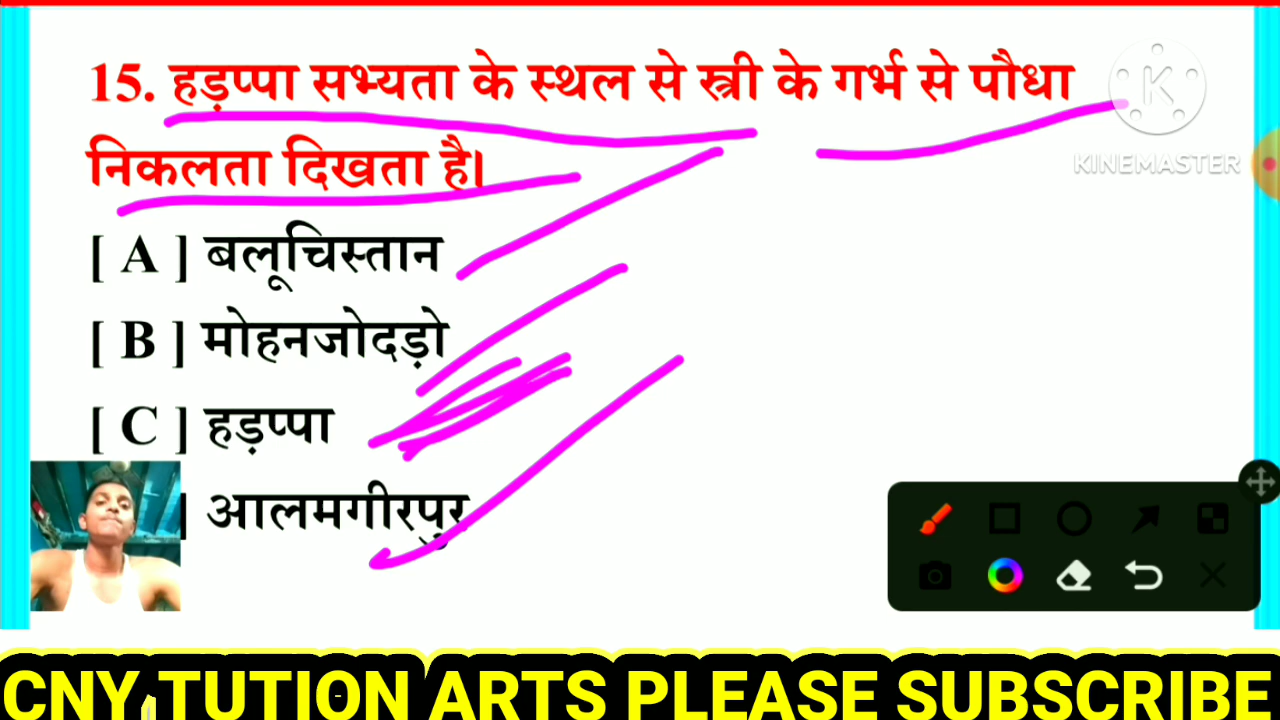 15. हड़प्पा सभ्यता के स्थल से स्त्री के गर्भ से पौधा
निकलता दिखता है।
[ A ] बलूचिस्तान
[ B ] मोहनजोदड़ो
[ C ] हड़प्पा
] आलमगीरपुर
K
KINEMASTER
CNY TUTION ARTS PLEASE SUBSCRIBE